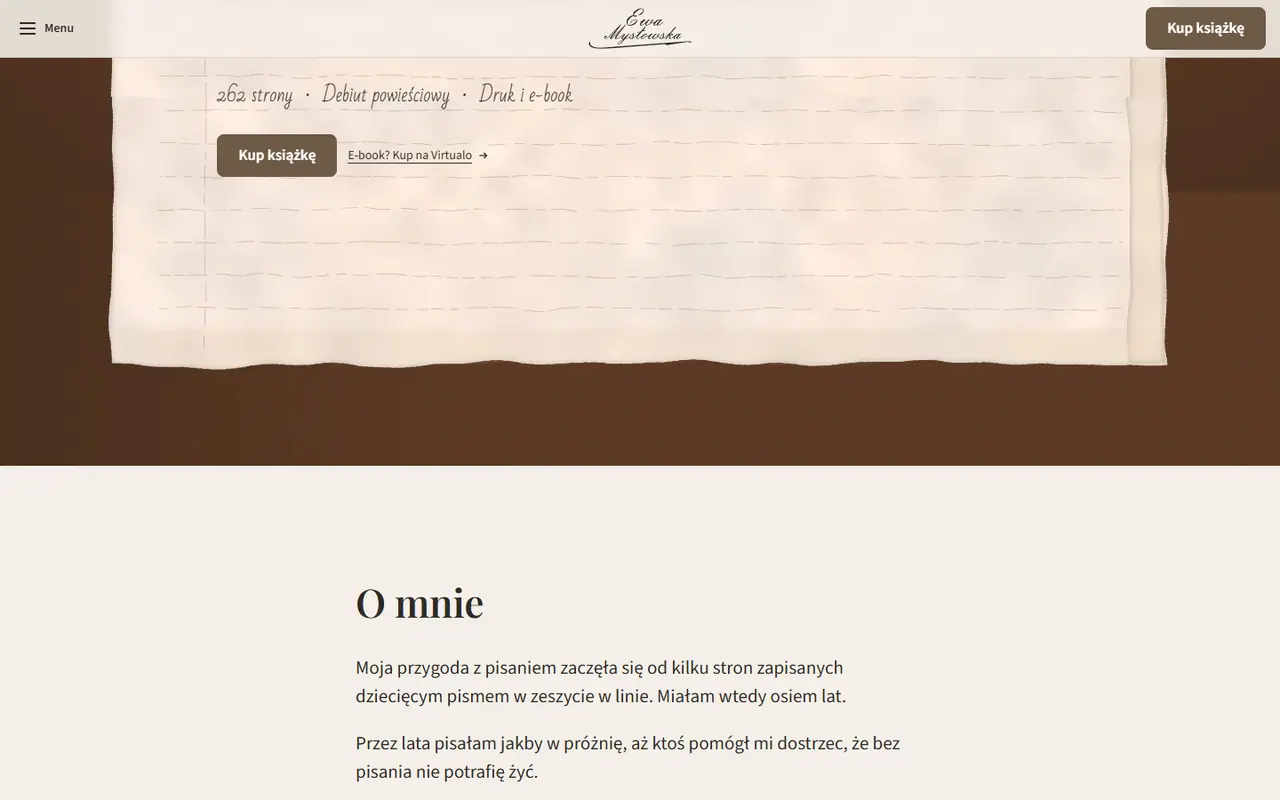 Menu
Ewa
Mysłowska
Kup książkę
262 strony · Debiut powieściowy · Druk i e-book
Kup książkę
E-book? Kup na Virtualo →
O mnie
Moja przygoda z pisaniem zaczęła się od kilku stron zapisanych
dziecięcym pismem w zeszycie w linie. Miałam wtedy osiem lat.
Przez lata pisałam jakby w próżnię, aż ktoś pomógł mi dostrzec, że bez
pisania nie potrafię żyć.